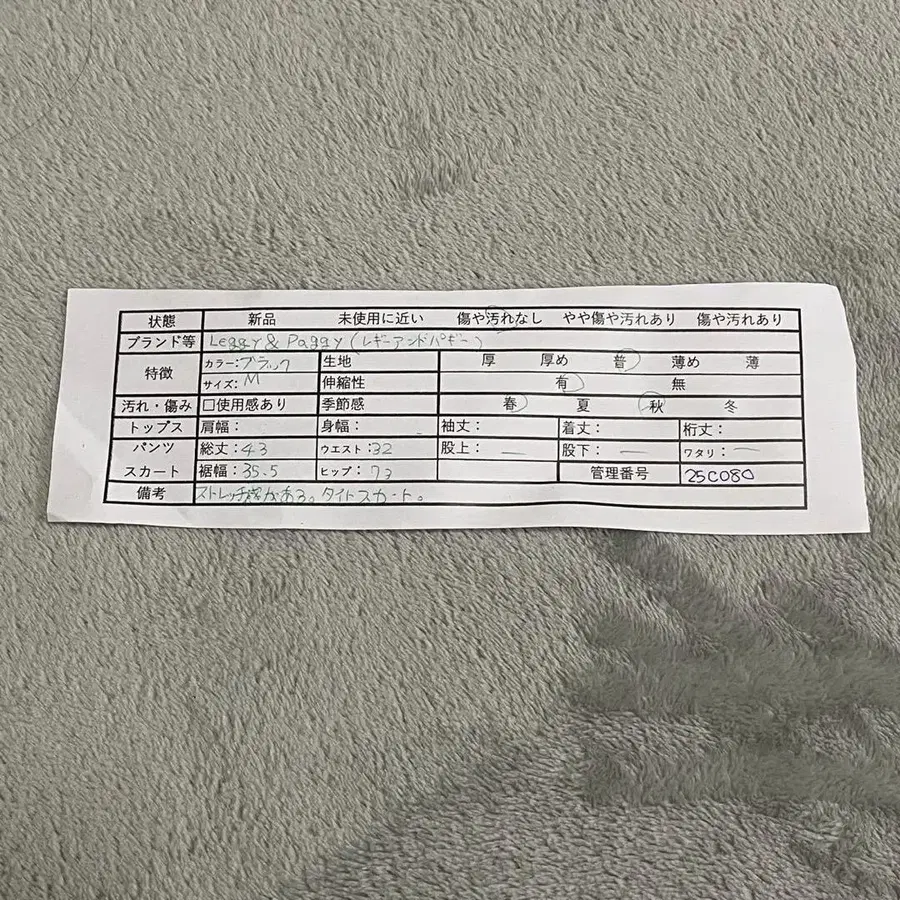 状態 新品 未使用に近い 傷や汚れなし やや傷や汚れあり 傷や汚れあり
ブランド等 Leggy & Paggy (レギーアンドパギー)
特徴 カラー:ブラック 生地 厚 厚め 普 薄め 薄
サイズ:M 伸縮性 有 無
汚れ・傷み □使用感あり 季節感 春 夏 秋 冬
トップス 肩幅: 身幅: 袖丈: 着丈: 裄丈:
パンツ 総丈:43 ウエスト:32 股上:― 股下:― ワタリ:―
スカート 裾幅:35.5 ヒップ:73 管理番号 25C080
備考 ストレッチ感がある。タイトスカート。